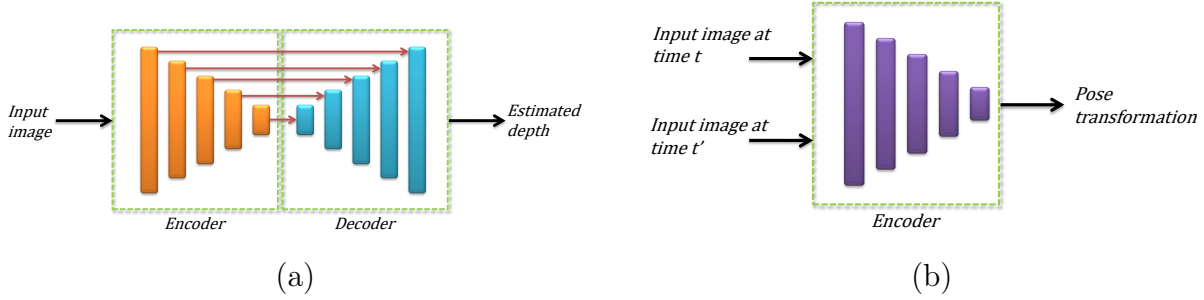 Input
image
Estimated
depth
Encoder
Decoder
(a)
Input image at
time t
Input image at
time t'
Pose
transformation
Encoder
(b)